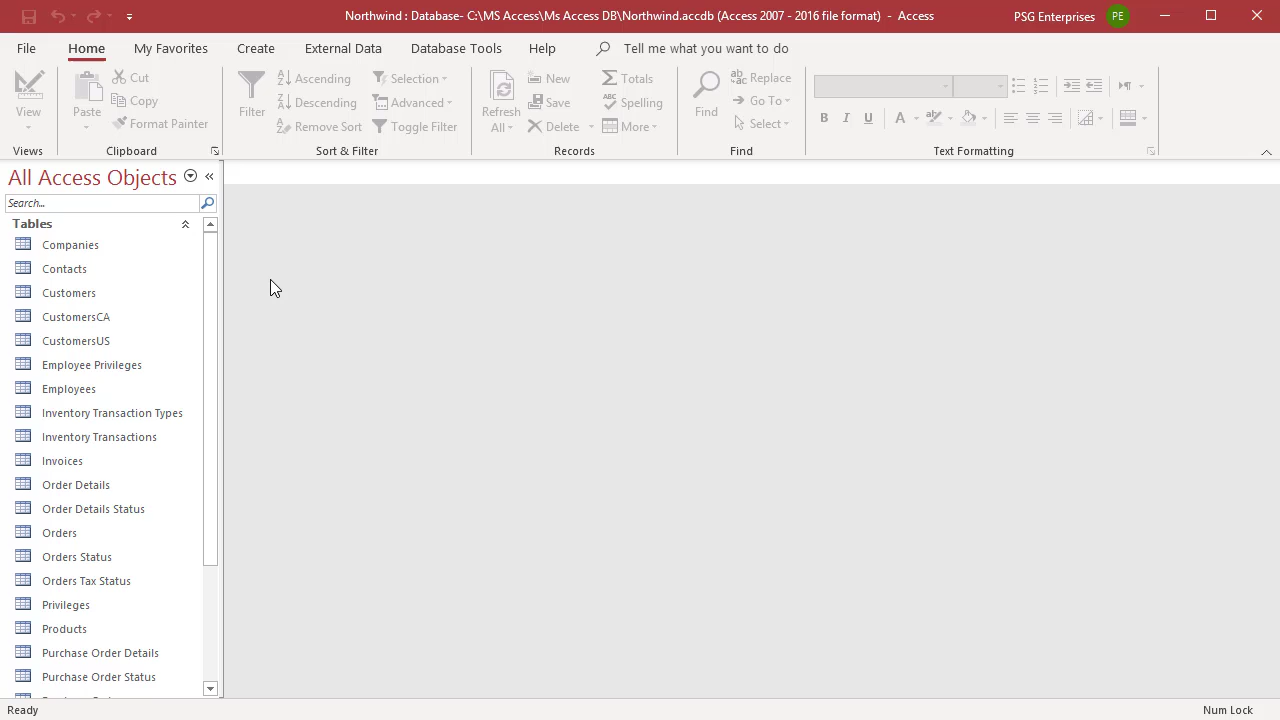 Northwind : Database- C:\MS Access\Ms Access DB\Northwind.accdb (Access 2007 - 2016 file format) - Access
PSG Enterprises PE
File Home My Favorites Create External Data Database Tools Help Tell me what you want to do
View
Views
Paste
Cut
Copy
Format Painter
Clipboard
Filter
Ascending
Descending
Remove Sort
Selection
Advanced
Toggle Filter
Sort & Filter
Refresh
All
New
Save
Delete
Totals
Spelling
More
Records
Find
Replace
Go To
Select
Find
B I U A
Text Formatting
All Access Objects
Search...
Tables
Companies
Contacts
Customers
CustomersCA
CustomersUS
Employee Privileges
Employees
Inventory Transaction Types
Inventory Transactions
Invoices
Order Details
Order Details Status
Orders
Orders Status
Orders Tax Status
Privileges
Products
Purchase Order Details
Purchase Order Status
Ready
Num Lock